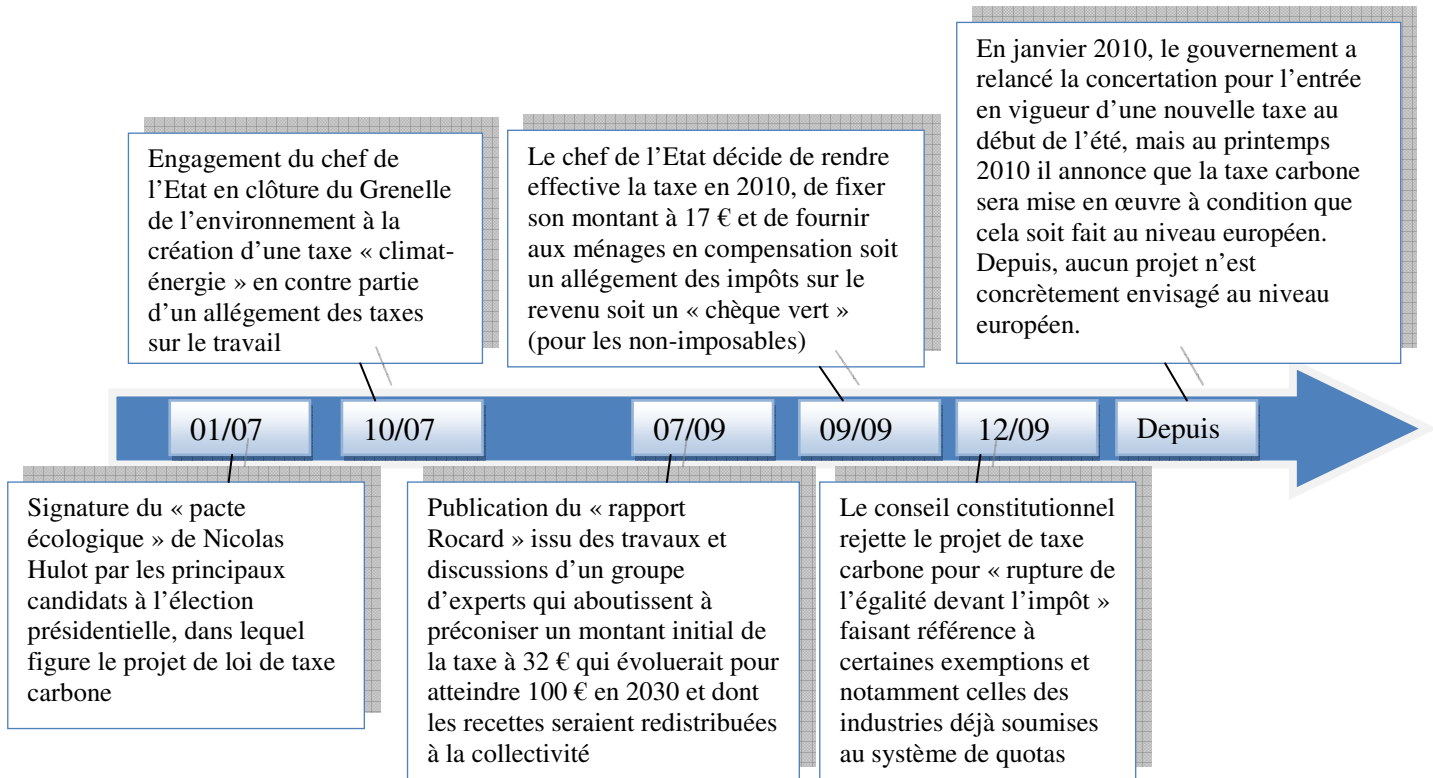 En janvier 2010, le gouvernement a
relancé la concertation pour l'entrée
en vigueur d'une nouvelle taxe au
début de l'été, mais au printemps
2010 il annonce que la taxe carbone
sera mise en œuvre à condition que
cela soit fait au niveau européen.
Depuis, aucun projet n'est
concrètement envisagé au niveau
européen.
Engagement du chef de
l'Etat en clôture du Grenelle
de l'environnement à la
création d'une taxe « climat-
énergie » en contre partie
d'un allégement des taxes
sur le travail
Le chef de l'Etat décide de rendre
effective la taxe en 2010, de fixer
son montant à 17 € et de fournir
aux ménages en compensation soit
un allégement des impôts sur le
revenu soit un « chèque vert »
(pour les non-imposables)
01/07
10/07
07/09
09/09
12/09
Depuis
Signature du « pacte
écologique » de Nicolas
Hulot par les principaux
candidats à l'élection
présidentielle, dans lequel
figure le projet de loi de taxe
carbone
Publication du « rapport
Rocard » issu des travaux et
discussions d'un groupe
d'experts qui aboutissent à
préconiser un montant initial de
la taxe à 32 € qui évoluerait pour
atteindre 100 € en 2030 et dont
les recettes seraient redistribuées
à la collectivité
Le conseil constitutionnel
rejette le projet de taxe
carbone pour « rupture de
l'égalité devant l'impôt »
faisant référence à
certaines exemptions et
notamment celles des
industries déjà soumises
au système de quotas